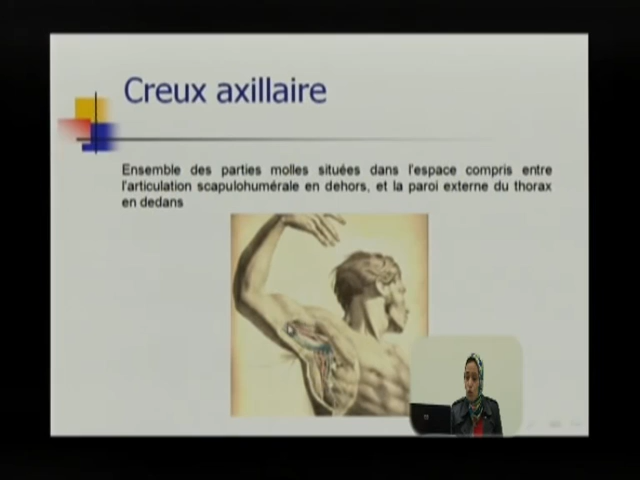 Creux axillaire
Ensemble des parties molles situées dans l'espace compris entre
l'articulation scapulohumérale en dehors, et la paroi externe du thorax
en dedans